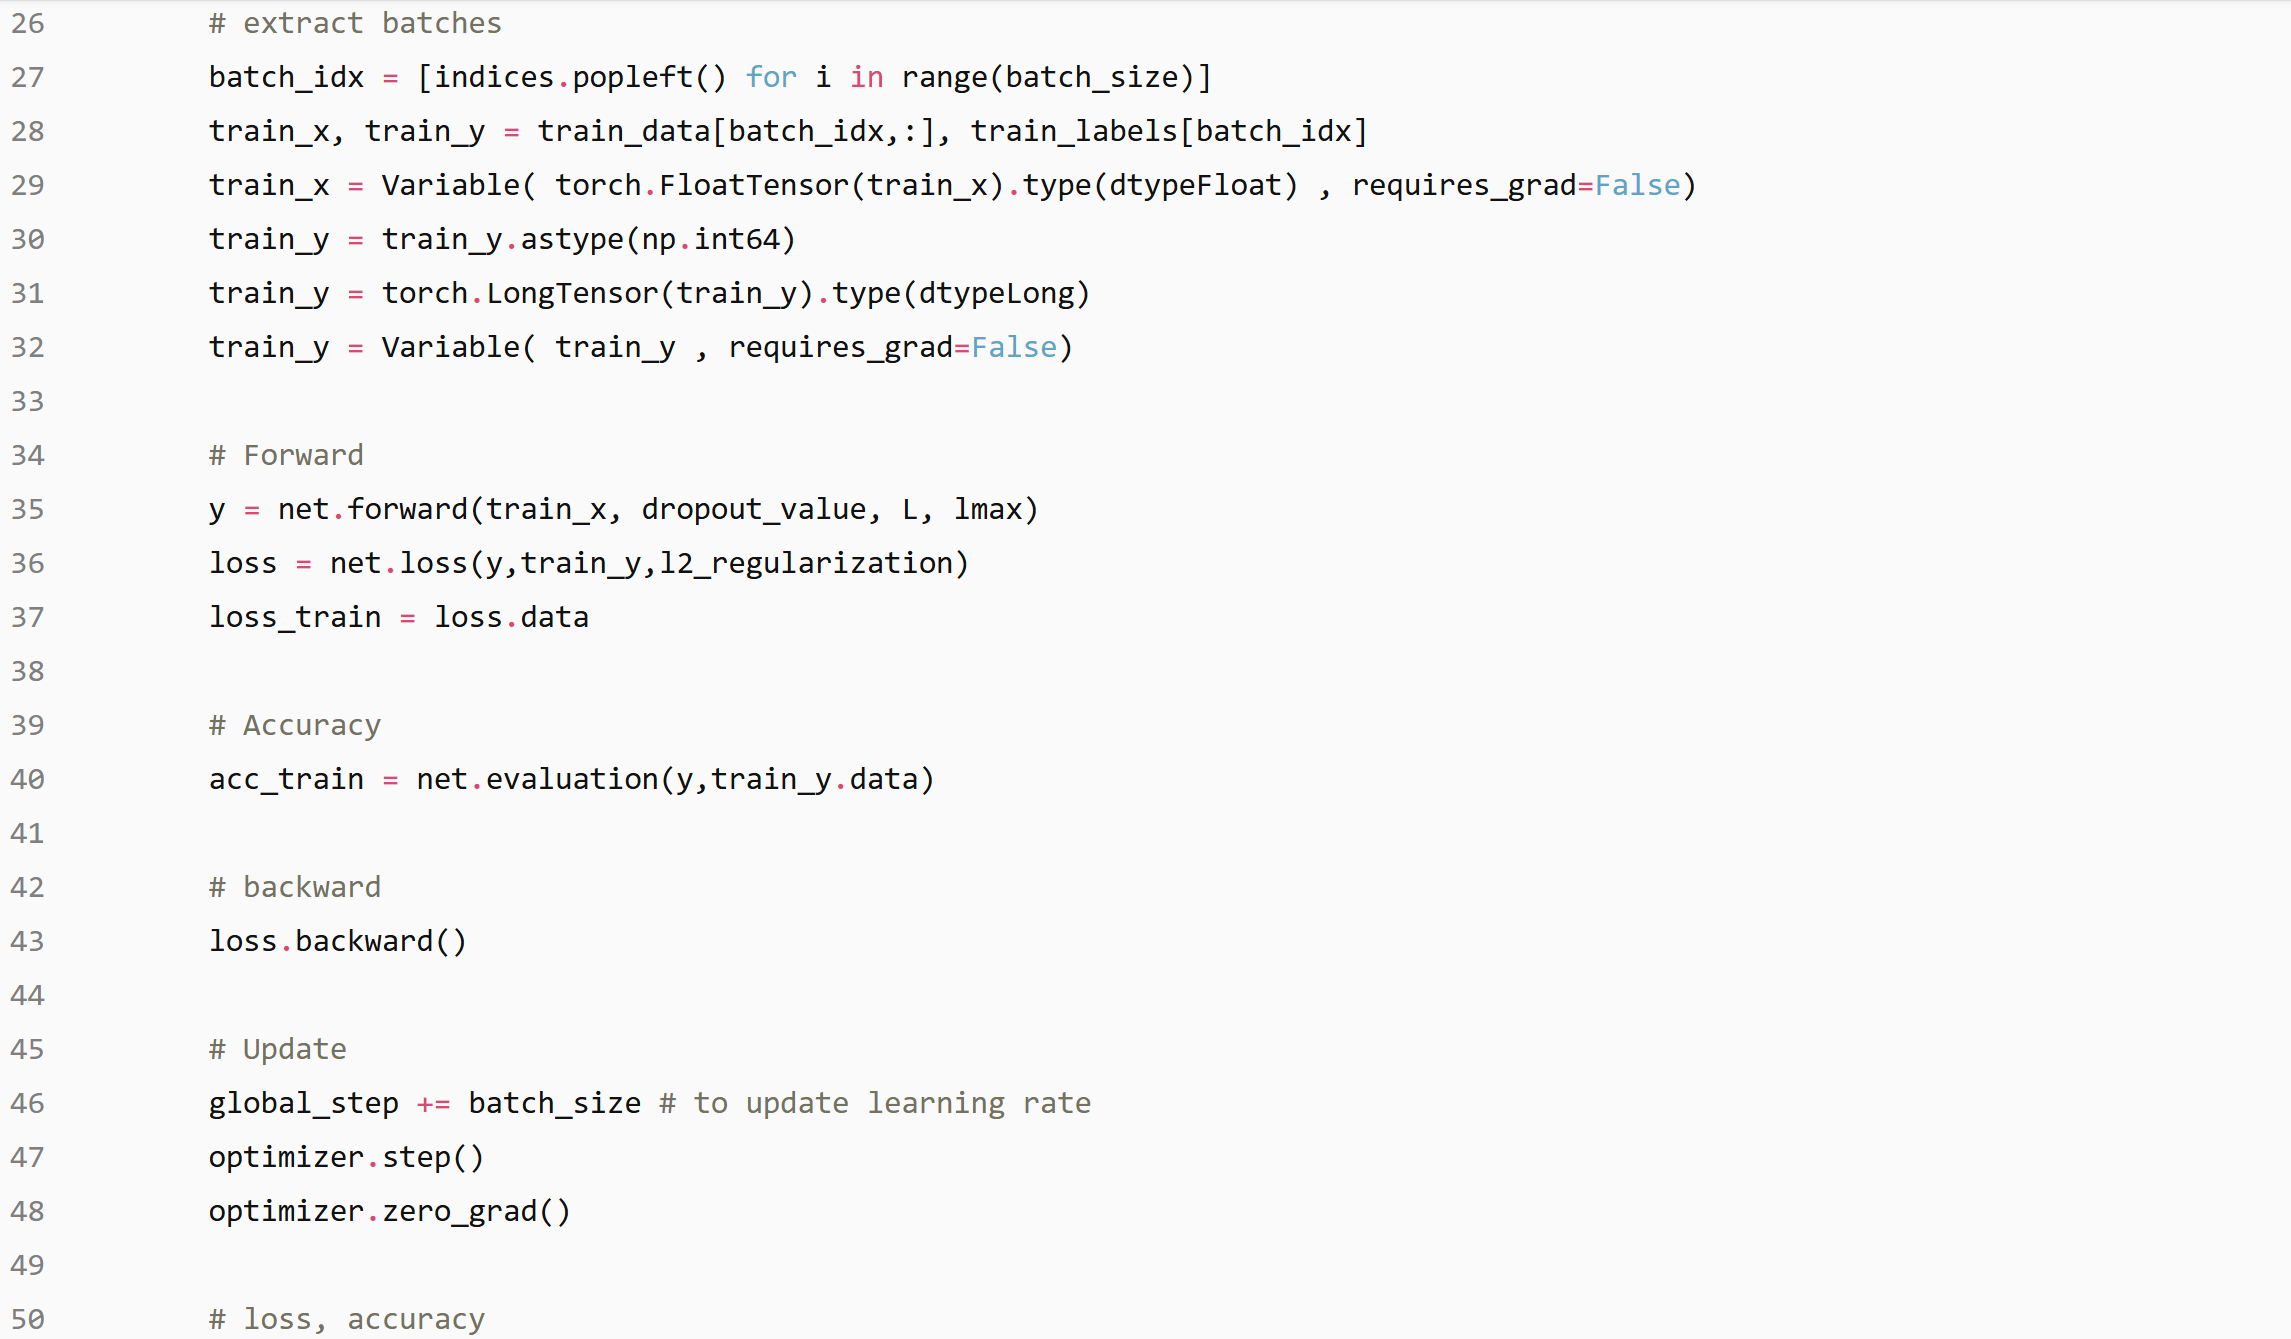 26 # extract batches
27 batch_idx = [indices.popleft() for i in range(batch_size)]
28 train_x, train_y = train_data[batch_idx,:], train_labels[batch_idx]
29 train_x = Variable( torch.FloatTensor(train_x).type(dtypeFloat) , requires_grad=False)
30 train_y = train_y.astype(np.int64)
31 train_y = torch.LongTensor(train_y).type(dtypeLong)
32 train_y = Variable( train_y , requires_grad=False)
33
34 # Forward
35 y = net.forward(train_x, dropout_value, L, lmax)
36 loss = net.loss(y,train_y,l2_regularization)
37 loss_train = loss.data
38
39 # Accuracy
40 acc_train = net.evaluation(y,train_y.data)
41
42 # backward
43 loss.backward()
44
45 # Update
46 global_step += batch_size # to update learning rate
47 optimizer.step()
48 optimizer.zero_grad()
49
50 # loss, accuracy